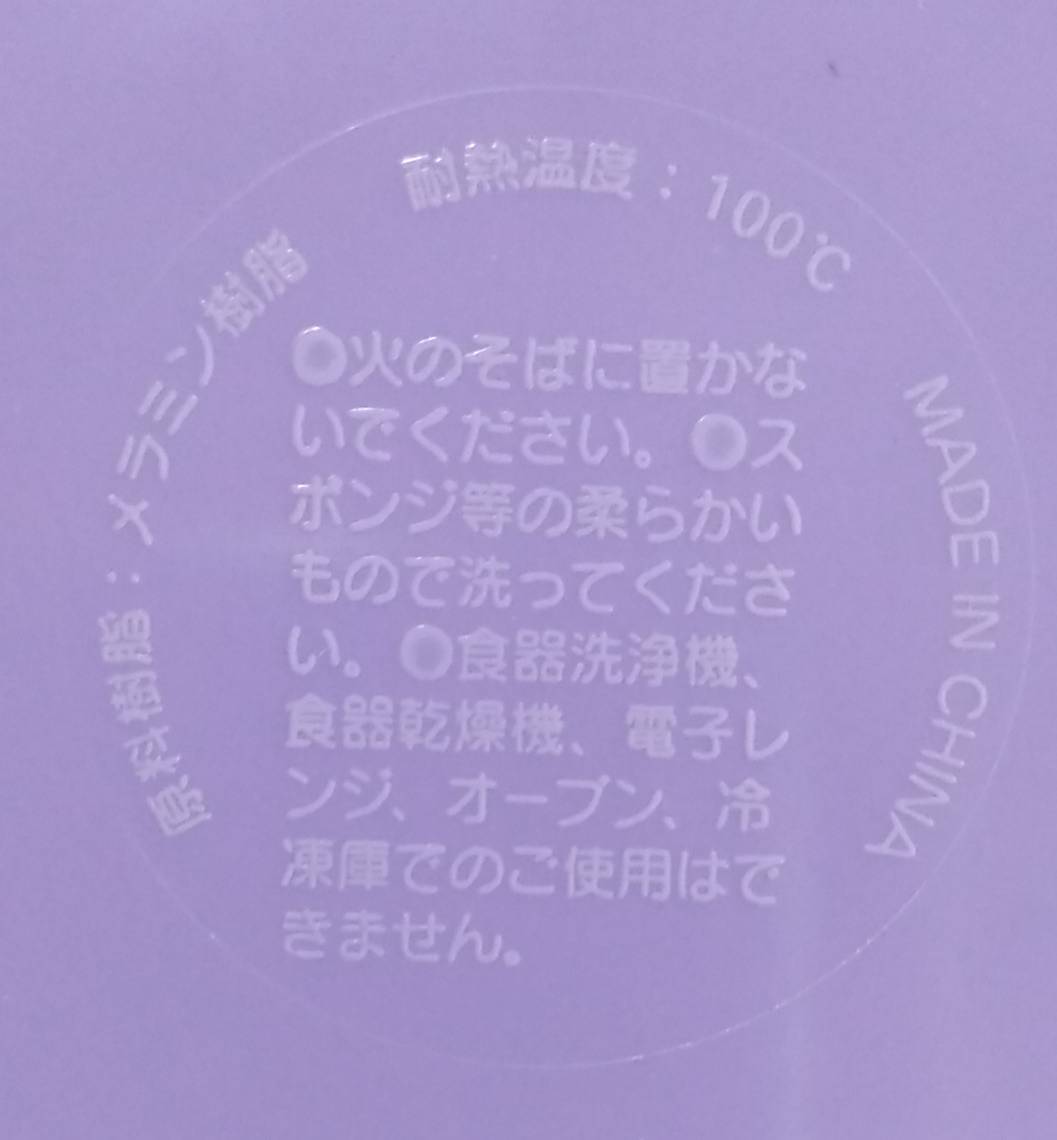 原料樹脂：メラミン樹脂
耐熱温度：100℃
MADE IN CHINA
●火のそばに置かな
いでください。●ス
ポンジ等の柔らかい
もので洗ってくださ
い。●食器洗浄機、
食器乾燥機、電子レ
ンジ、オーブン、冷
凍庫でのご使用はで
きません。